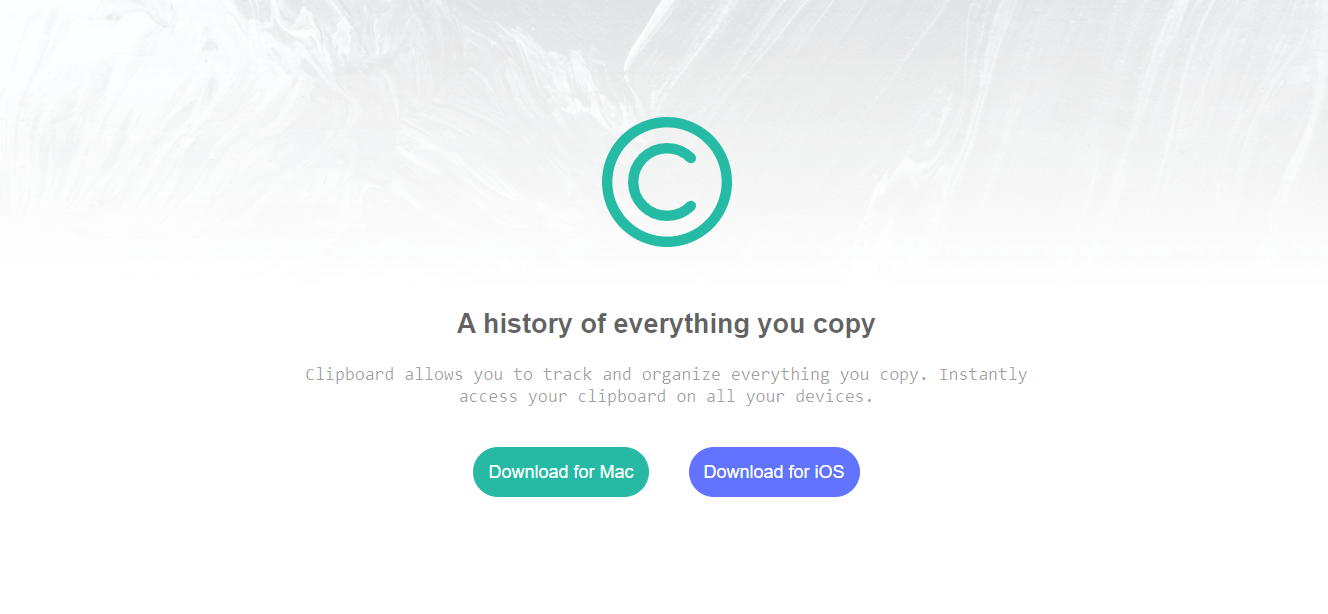 A history of everything you copy
Clipboard allows you to track and organize everything you copy. Instantly
access your clipboard on all your devices.
Download for Mac
Download for iOS